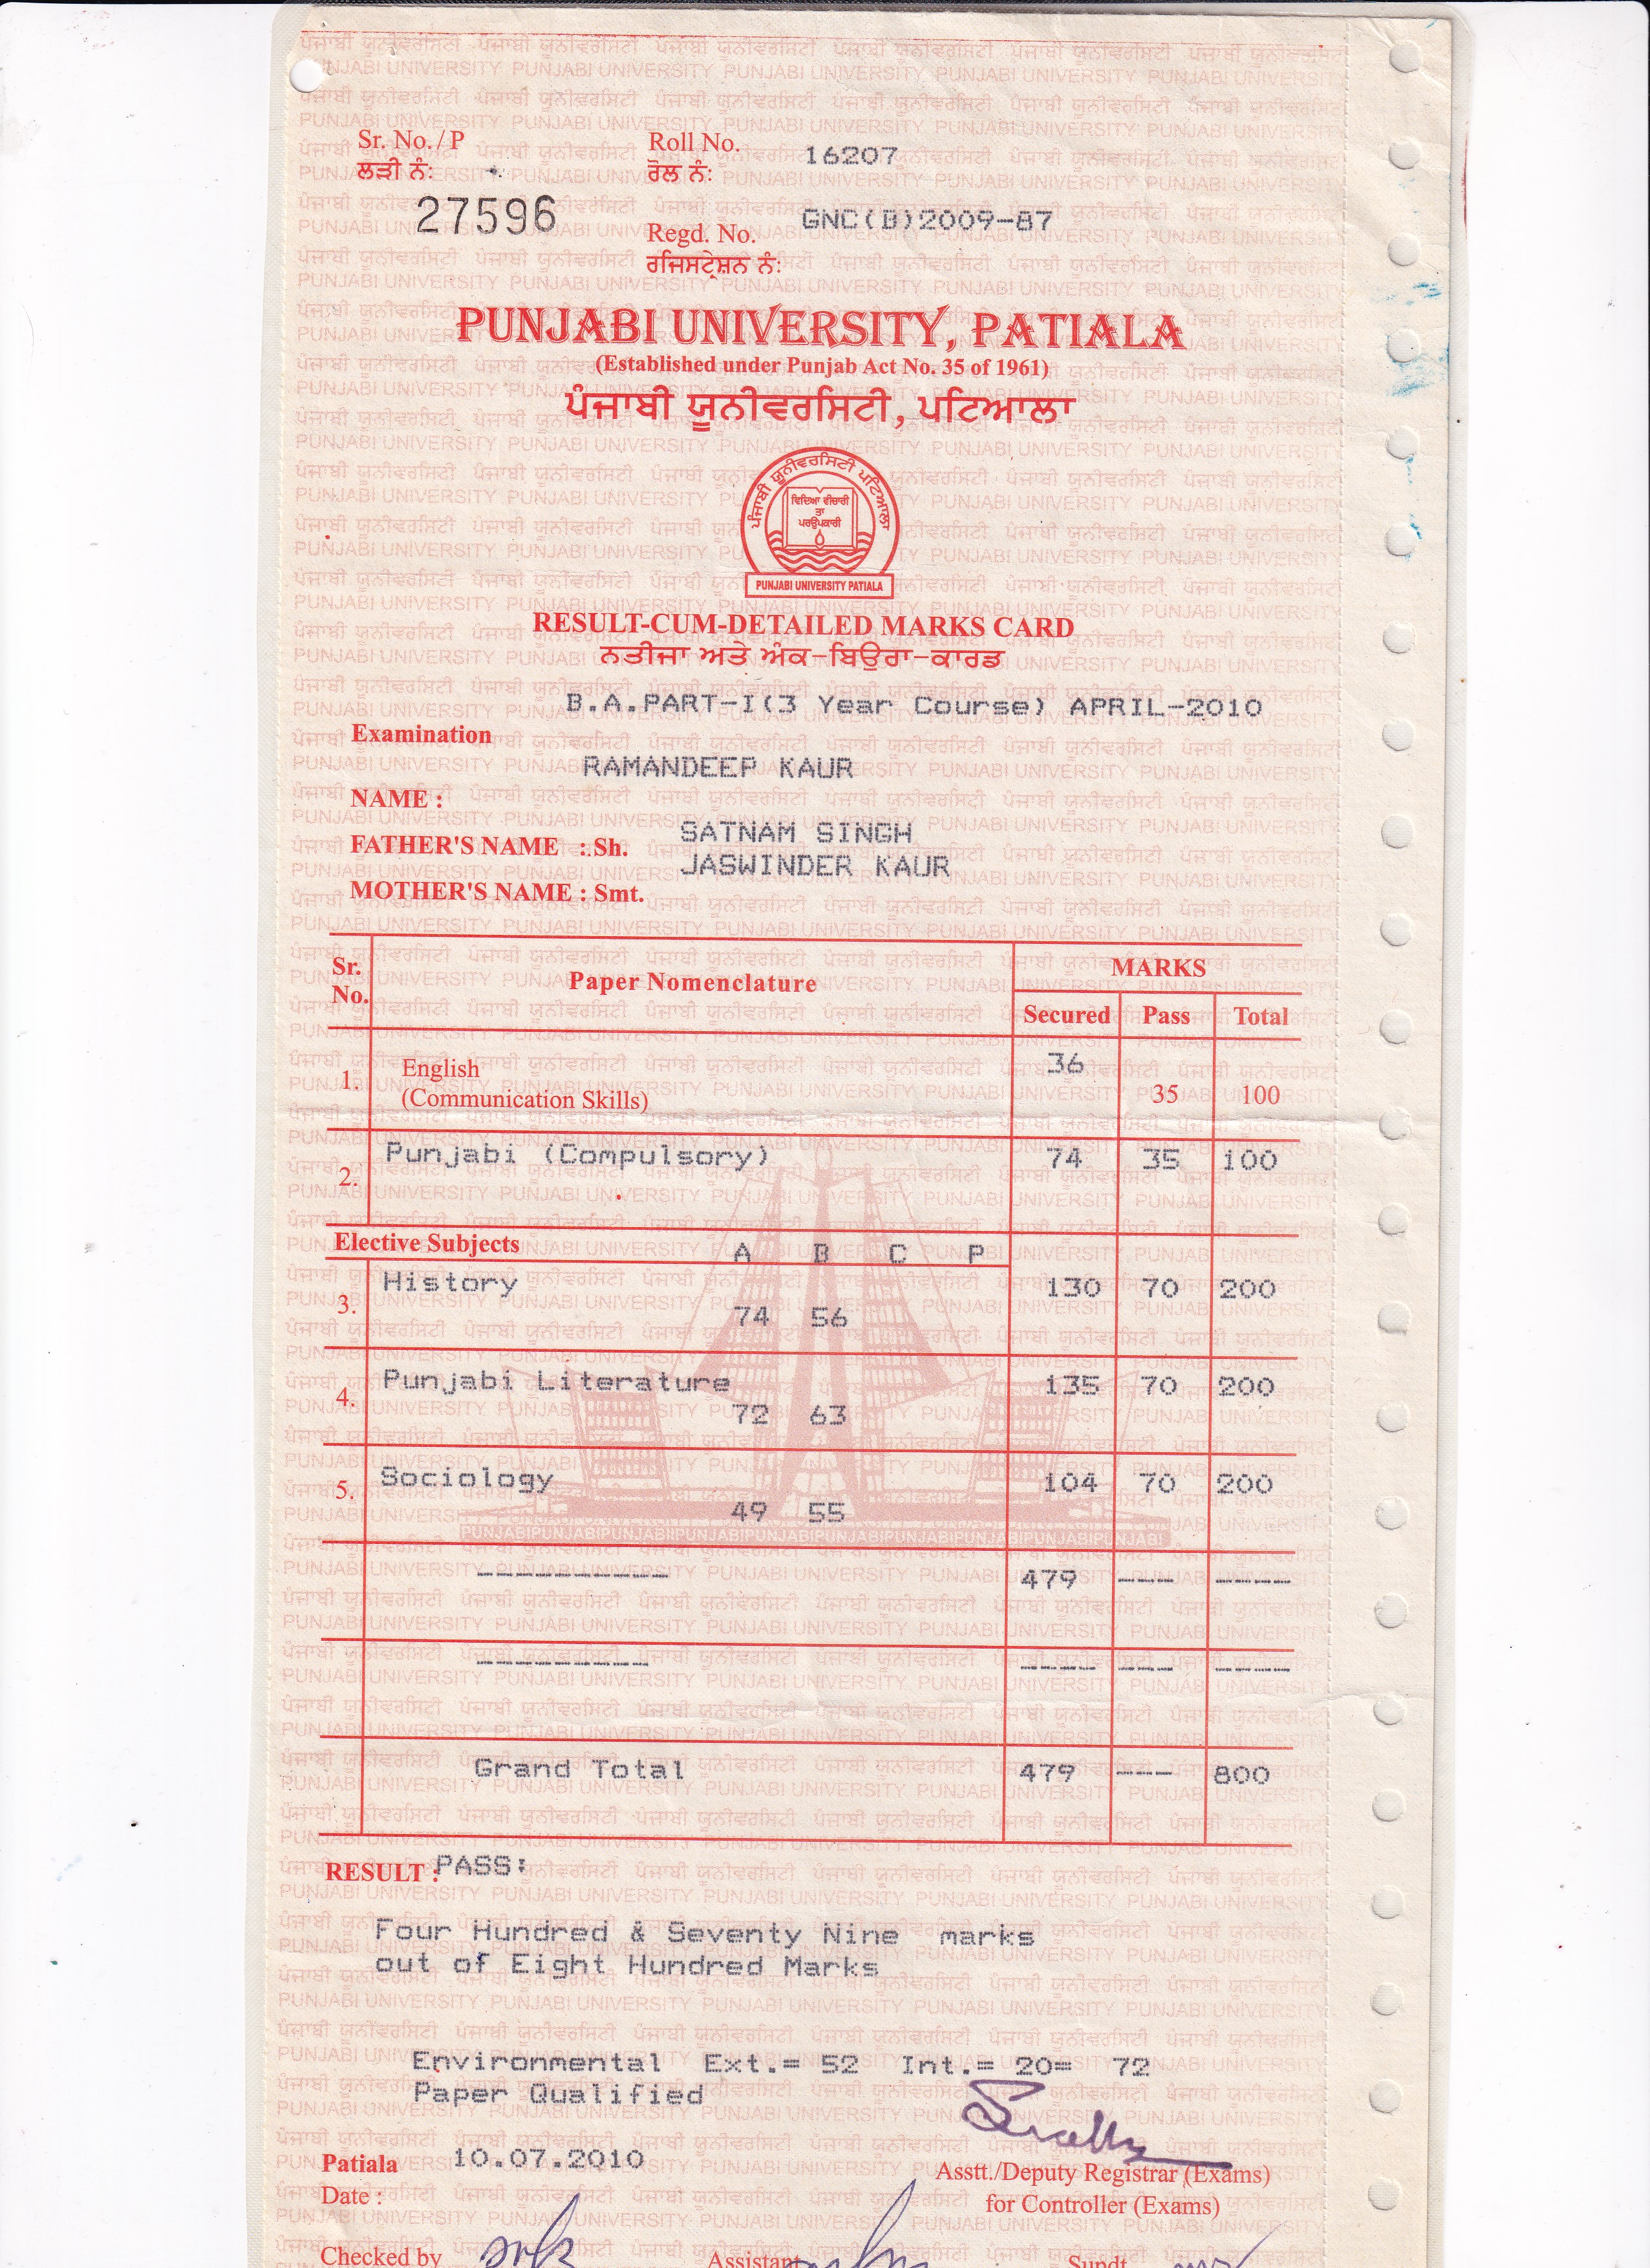 Sr. No. / P
ਲੜੀ ਨੰ:
27596
Roll No. 16207
ਰੋਲ ਨੰ:
Regd. No. GNC(B)2009-87
ਰਜਿਸਟ੍ਰੇਸ਼ਨ ਨੰ:
PUNJABI UNIVERSITY, PATIALA
(Established under Punjab Act No. 35 of 1961)
ਪੰਜਾਬੀ ਯੂਨੀਵਰਸਿਟੀ, ਪਟਿਆਲਾ
ਪੰਜਾਬੀ ਯੂਨੀਵਰਸਿਟੀ ਪਟਿਆਲਾ
ਵਿਦਿਆ ਵੀਚਾਰੀ
ਤਾ
ਪਰਉਪਕਾਰੀ
PUNJABI UNIVERSITY PATIALA
RESULT-CUM-DETAILED MARKS CARD
ਨਤੀਜਾ ਅਤੇ ਅੰਕ-ਬਿਉਰਾ-ਕਾਰਡ
B.A.PART-I(3 Year Course) APRIL-2010
Examination
RAMANDEEP KAUR
NAME :
SATNAM SINGH
FATHER'S NAME : Sh.
JASWINDER KAUR
MOTHER'S NAME : Smt.
Sr. No. Paper Nomenclature MARKS
Secured Pass Total
1. English 36
(Communication Skills) 35 100
2. Punjabi (Compulsory) 74 35 100
Elective Subjects A B C P
3. History 130 70 200
74 56
4. Punjabi Literature 135 70 200
72 63
5. Sociology 104 70 200
49 55
---------- 479 --- ----
--------- ---- --- ----
Grand Total 479 --- 800
RESULT : PASS:
Four Hundred & Seventy Nine marks
out of Eight Hundred Marks
Environmental Ext.= 52 Int.= 20= 72
Paper Qualified
Patiala 10.07.2010
Date :
Asstt./Deputy Registrar (Exams)
for Controller (Exams)
Checked by Assistant Supdt.